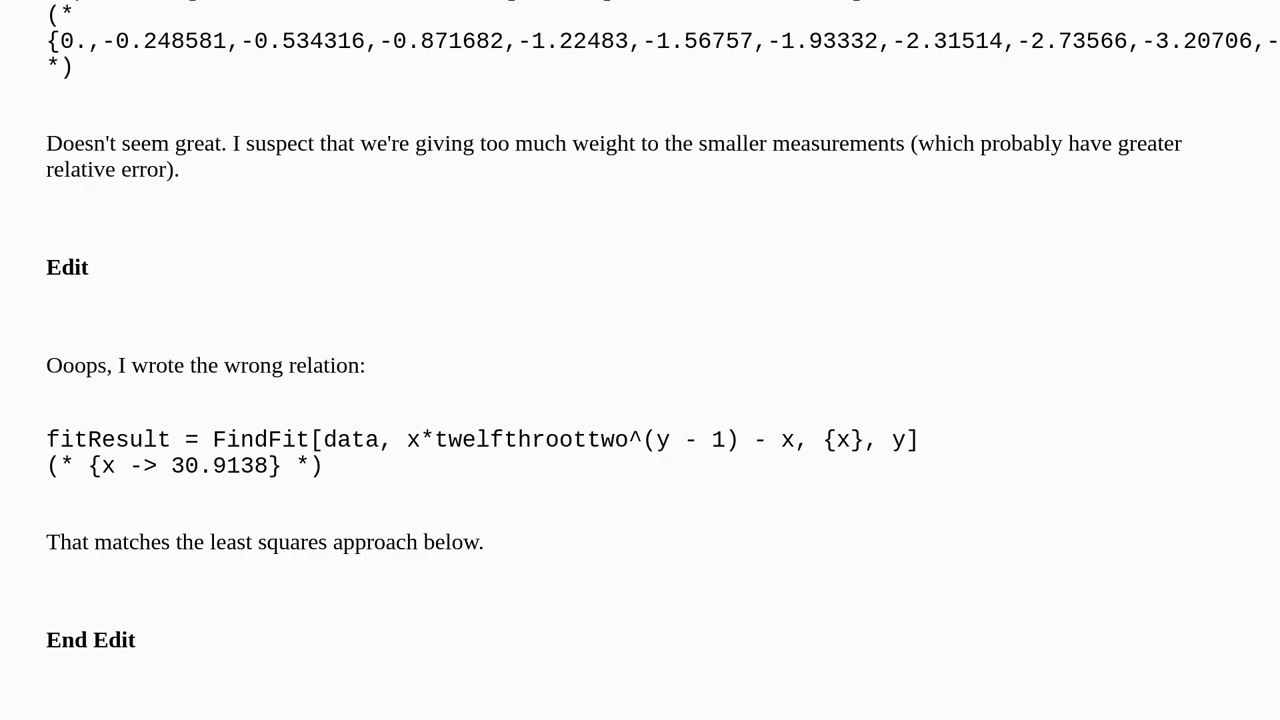 (*
{0.,-0.248581,-0.534316,-0.871682,-1.22483,-1.56757,-1.93332,-2.31514,-2.73566,-3.20706,-
*)
Doesn't seem great. I suspect that we're giving too much weight to the smaller measurements (which probably have greater
relative error).
Edit
Ooops, I wrote the wrong relation:
fitResult = FindFit[data, x*twelfthroottwo^(y - 1) - x, {x}, y]
(* {x -> 30.9138} *)
That matches the least squares approach below.
End Edit